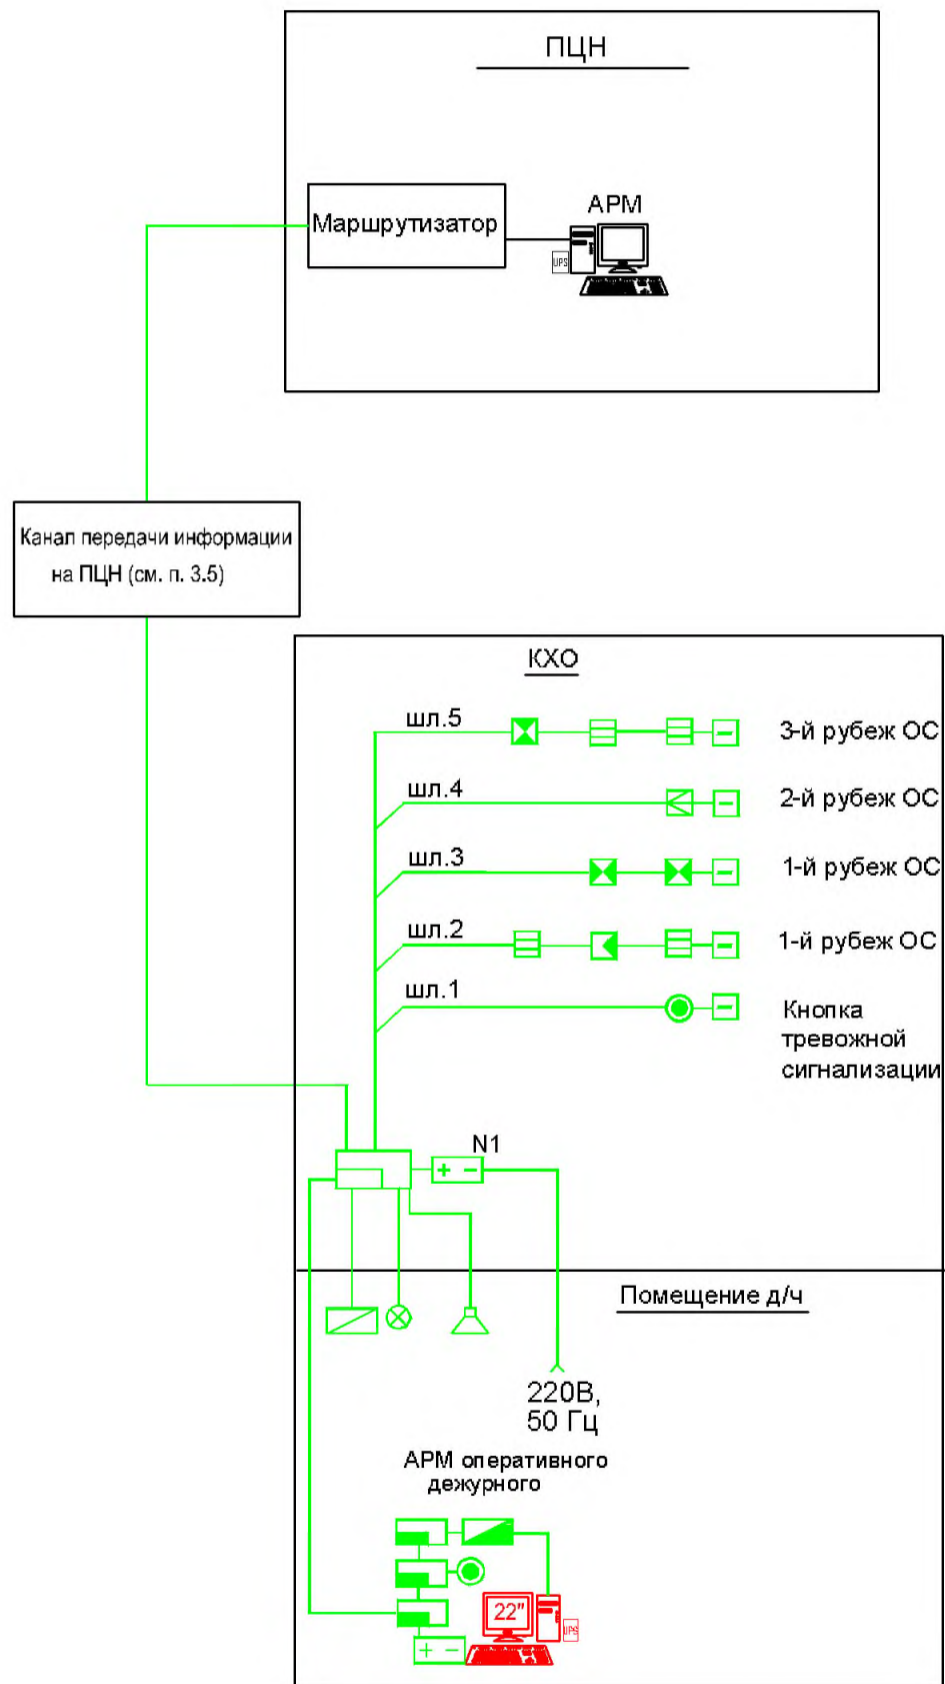 ПЦН
Маршрутизатор
АРМ
UPS
Канал передачи информации
на ПЦН (см. п. 3.5)
КХО
шл.5
3-й рубеж ОС
шл.4
2-й рубеж ОС
шл.3
1-й рубеж ОС
шл.2
1-й рубеж ОС
шл.1
Кнопка
тревожной
сигнализации
N1
+ -
Помещение д/ч
220В,
50 Гц
АРМ оперативного
дежурного
22"
UPS
+ -